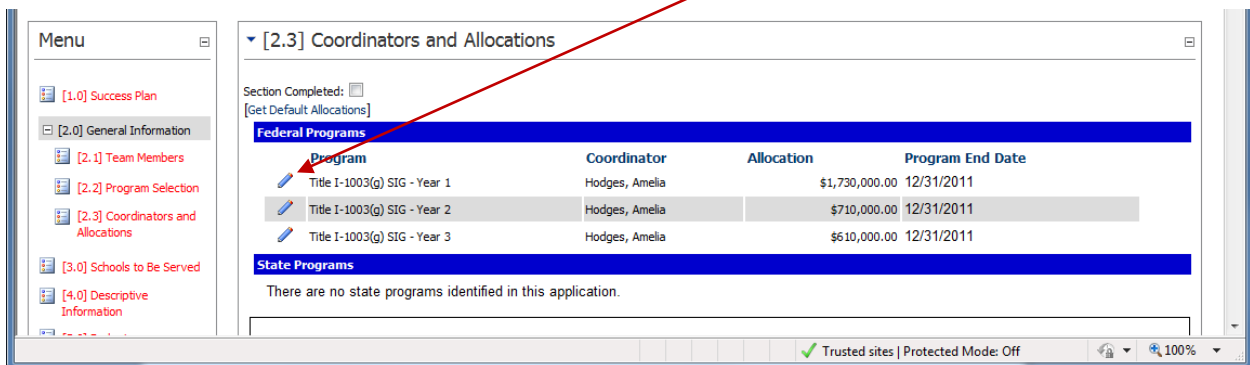 Menu
[1.0] Success Plan
[2.0] General Information
[2.1] Team Members
[2.2] Program Selection
[2.3] Coordinators and
Allocations
[3.0] Schools to Be Served
[4.0] Descriptive
Information
[2.3] Coordinators and Allocations
Section Completed:
[Get Default Allocations]
Federal Programs
Program Coordinator Allocation Program End Date
Title I-1003(g) SIG - Year 1 Hodges, Amelia $1,730,000.00 12/31/2011
Title I-1003(g) SIG - Year 2 Hodges, Amelia $710,000.00 12/31/2011
Title I-1003(g) SIG - Year 3 Hodges, Amelia $610,000.00 12/31/2011
State Programs
There are no state programs identified in this application.
Trusted sites | Protected Mode: Off
100%